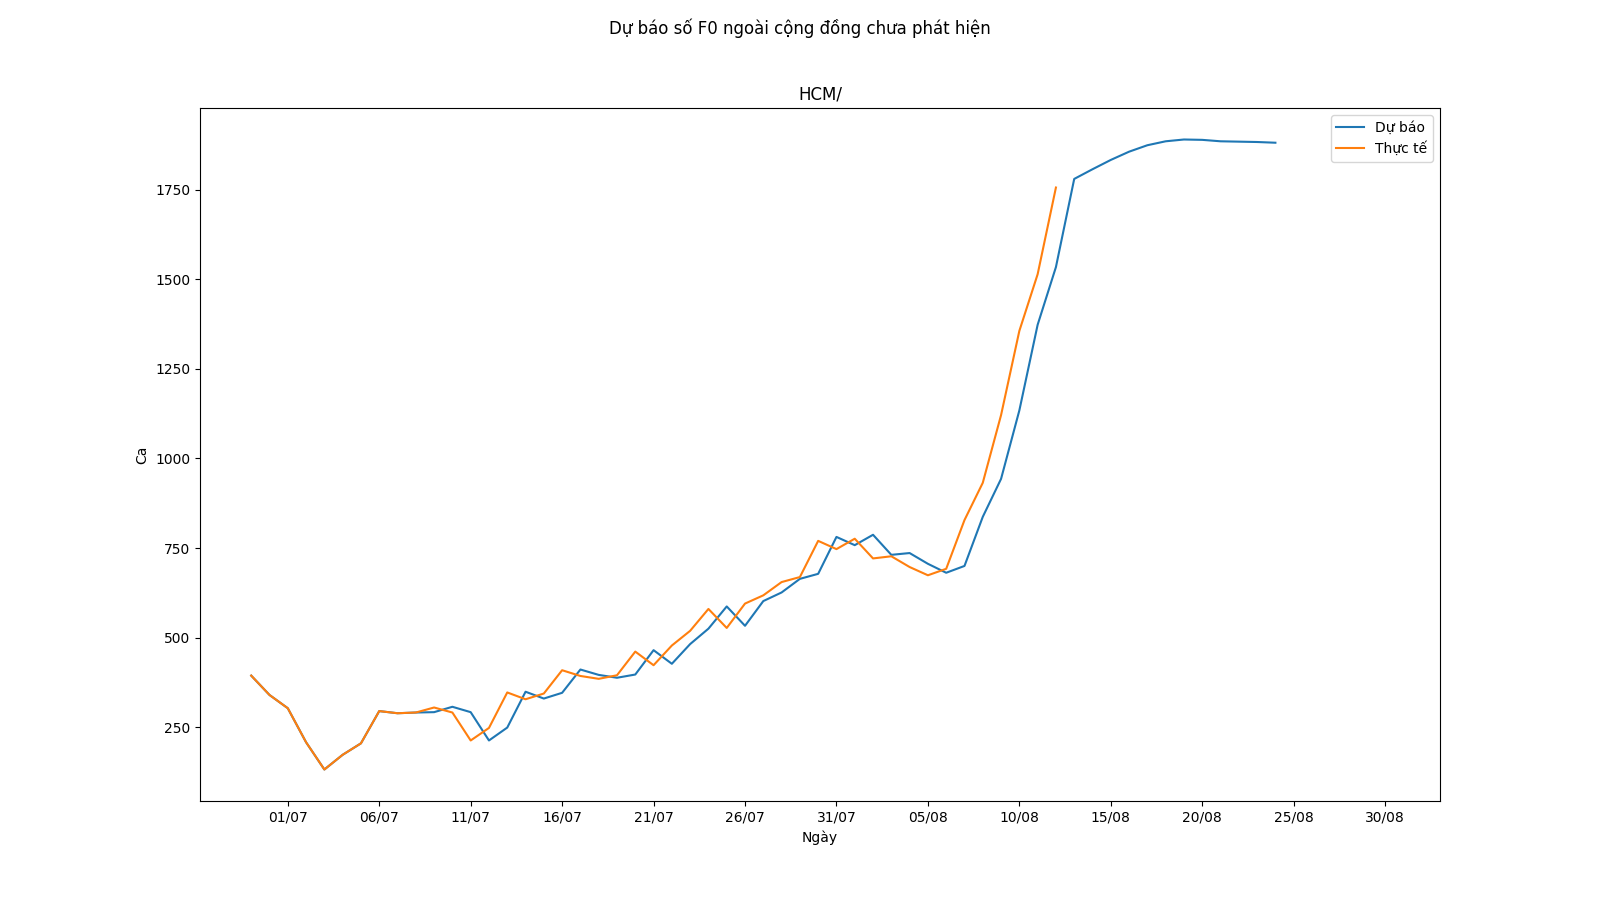 Dự báo số F0 ngoài cộng đồng chưa phát hiện
HCM/
Dự báo
Thực tế
1750
1500
1250
1000
750
500
250
Ca
01/07 06/07 11/07 16/07 21/07 26/07 31/07 05/08 10/08 15/08 20/08 25/08 30/08
Ngày